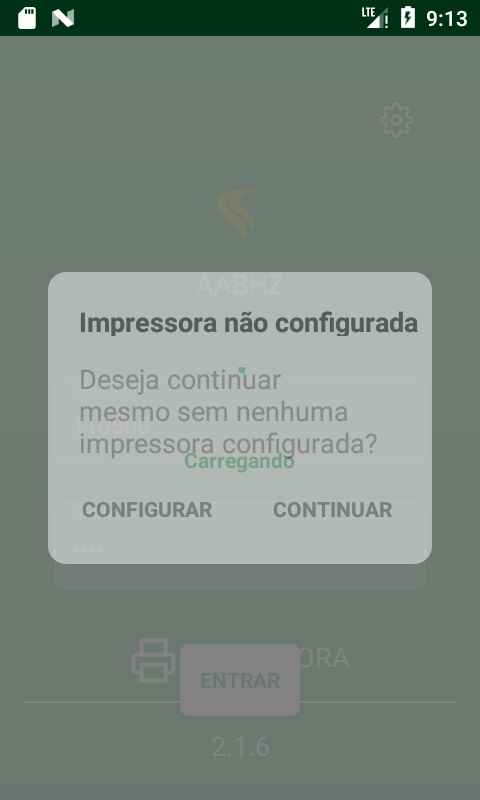 LTE 9:13
AABHZ
Impressora não configurada
Deseja continuar
mesmo sem nenhuma
impressora configurada?
Carregando
CONFIGURAR CONTINUAR
••••
ORA
ENTRAR
2.1.6